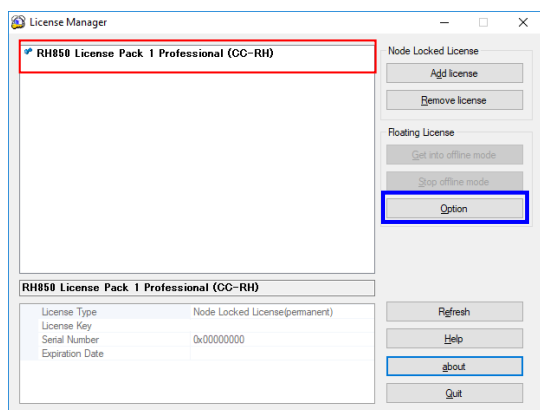 License Manager
RH850 License Pack 1 Professional (CC-RH)
Node Locked License
Add license
Remove license
Floating License
Get into offline mode
Stop offline mode
Option
RH850 License Pack 1 Professional (CC-RH)
License Type Node Locked License(permanent)
License Key
Serial Number 0x00000000
Expiration Date
Refresh
Help
about
Quit